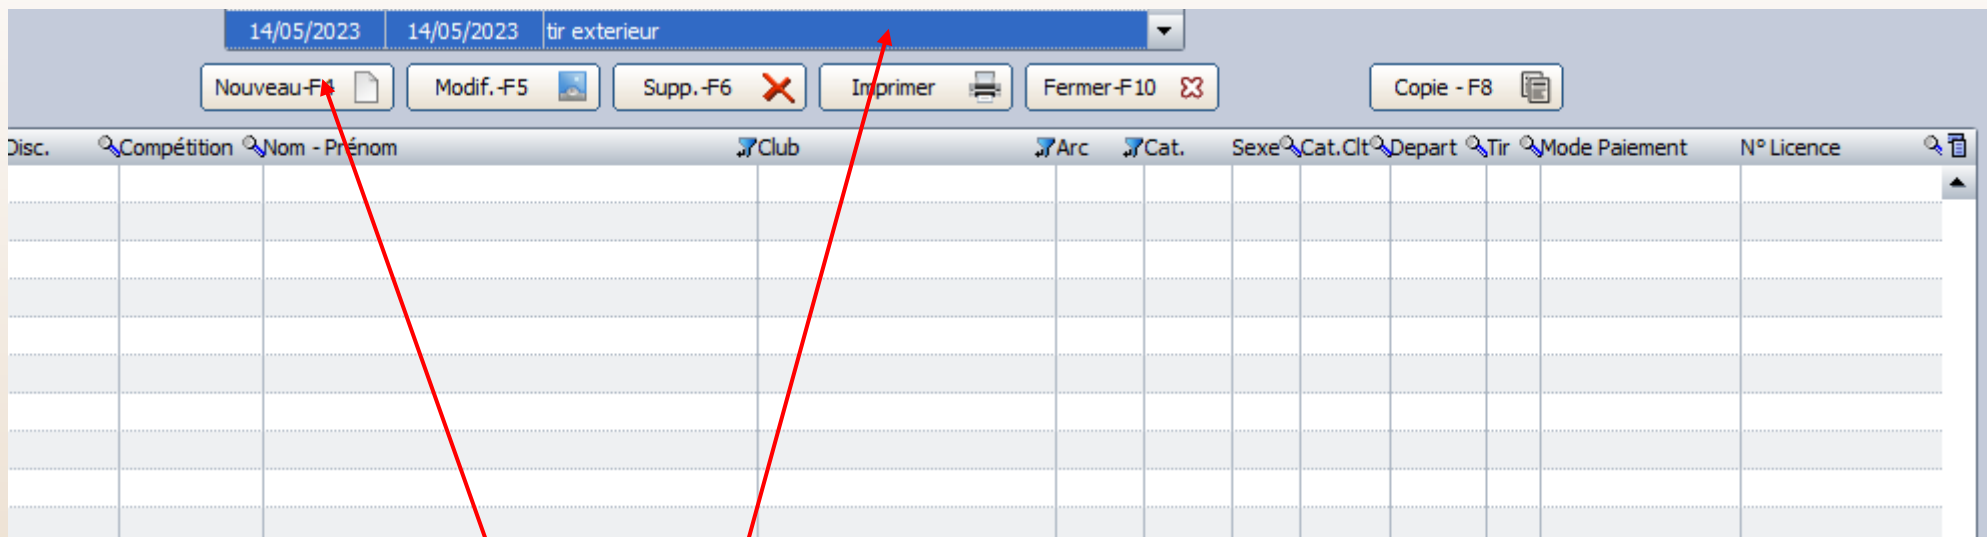 14/05/2023 14/05/2023 tir exterieur
Nouveau-F4 Modif.-F5 Supp.-F6 Imprimer Fermer-F10 Copie - F8
Disc. Compétition Nom - Prénom Club Arc Cat. Sexe Cat.Clt Depart Tir Mode Paiement N° Licence